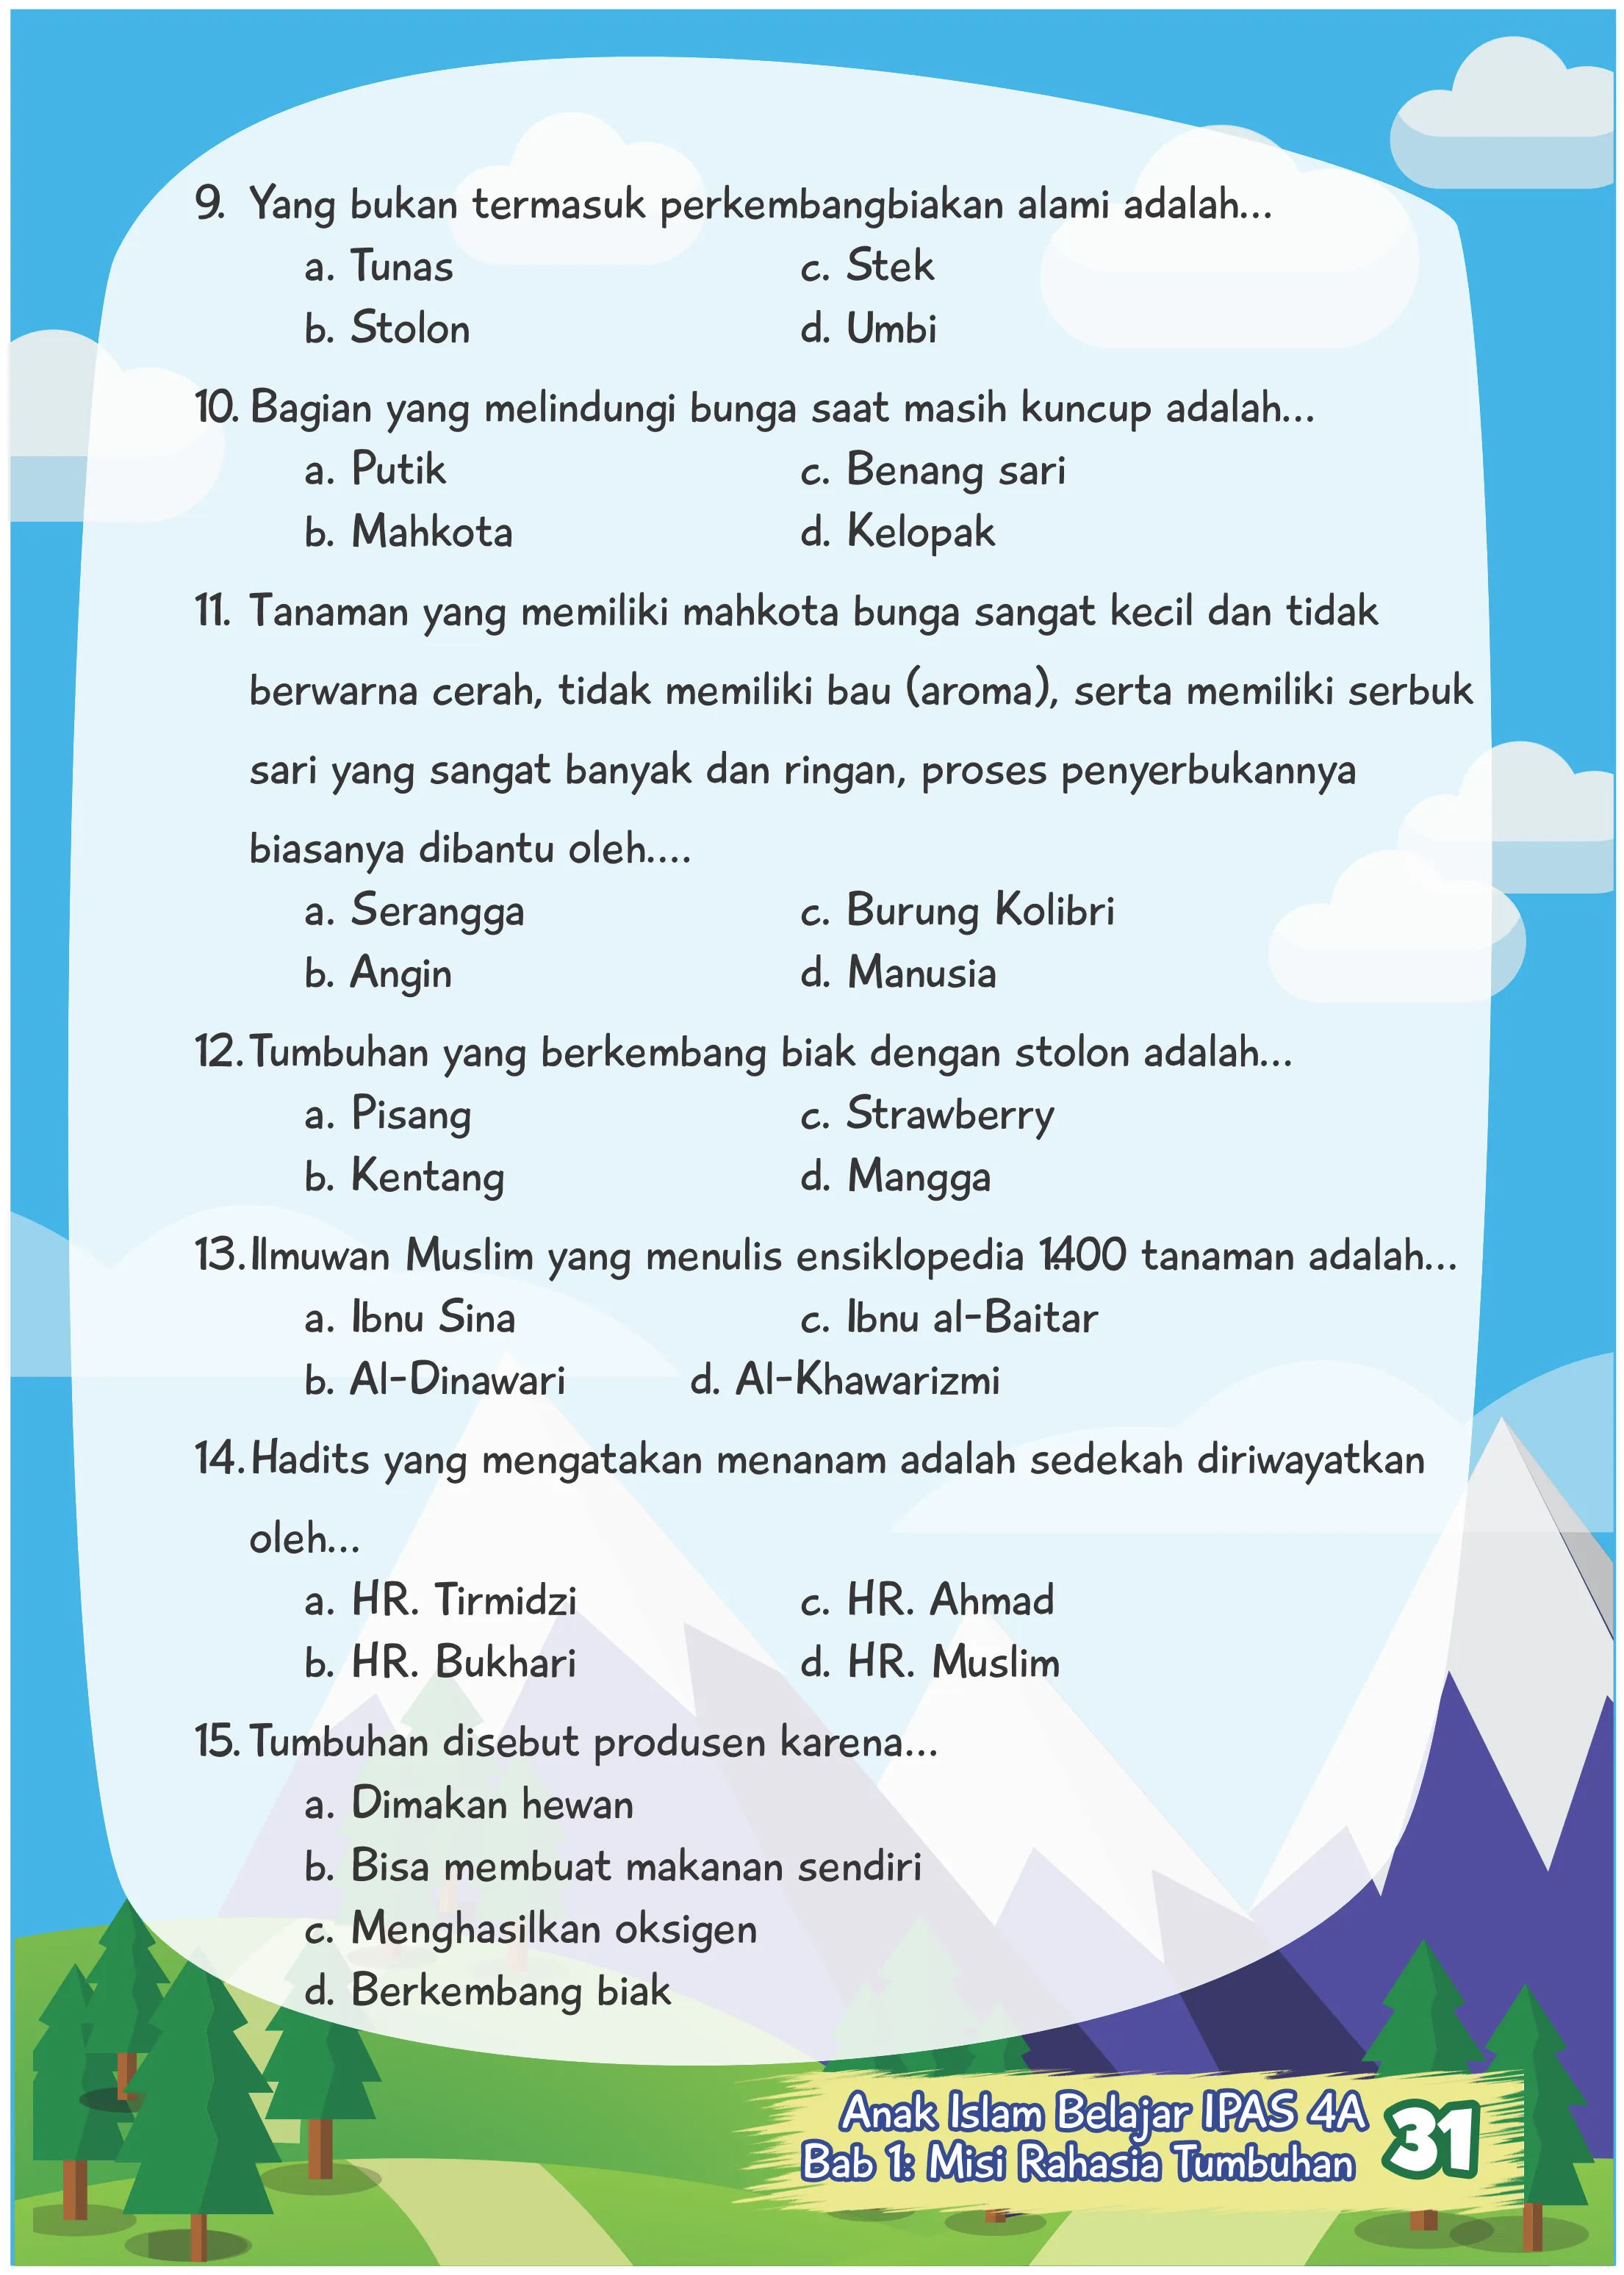 9. Yang bukan termasuk perkembangbiakan alami adalah...
a. Tunas
c. Stek
b. Stolon
d. Umbi
10. Bagian yang melindungi bunga saat masih kuncup adalah...
a. Putik
c. Benang sari
b. Mahkota
d. Kelopak
11. Tanaman yang memiliki mahkota bunga sangat kecil dan tidak
berwarna cerah, tidak memiliki bau (aroma), serta memiliki serbuk
sari yang sangat banyak dan ringan, proses penyerbukannya
biasanya dibantu oleh....
a. Serangga
c. Burung Kolibri
b. Angin
d. Manusia
12. Tumbuhan yang berkembang biak dengan stolon adalah...
a. Pisang
c. Strawberry
b. Kentang
d. Mangga
13. Ilmuwan Muslim yang menulis ensiklopedia 1.400 tanaman adalah...
a. Ibnu Sina
c. Ibnu al-Baitar
b. Al-Dinawari
d. Al-Khawarizmi
14. Hadits yang mengatakan menanam adalah sedekah diriwayatkan
oleh...
a. HR. Tirmidzi
c. HR. Ahmad
b. HR. Bukhari
d. HR. Muslim
15. Tumbuhan disebut produsen karena...
a. Dimakan hewan
b. Bisa membuat makanan sendiri
c. Menghasilkan oksigen
d. Berkembang biak
Anak Islam Belajar IPAS 4A
Bab 1: Misi Rahasia Tumbuhan
31